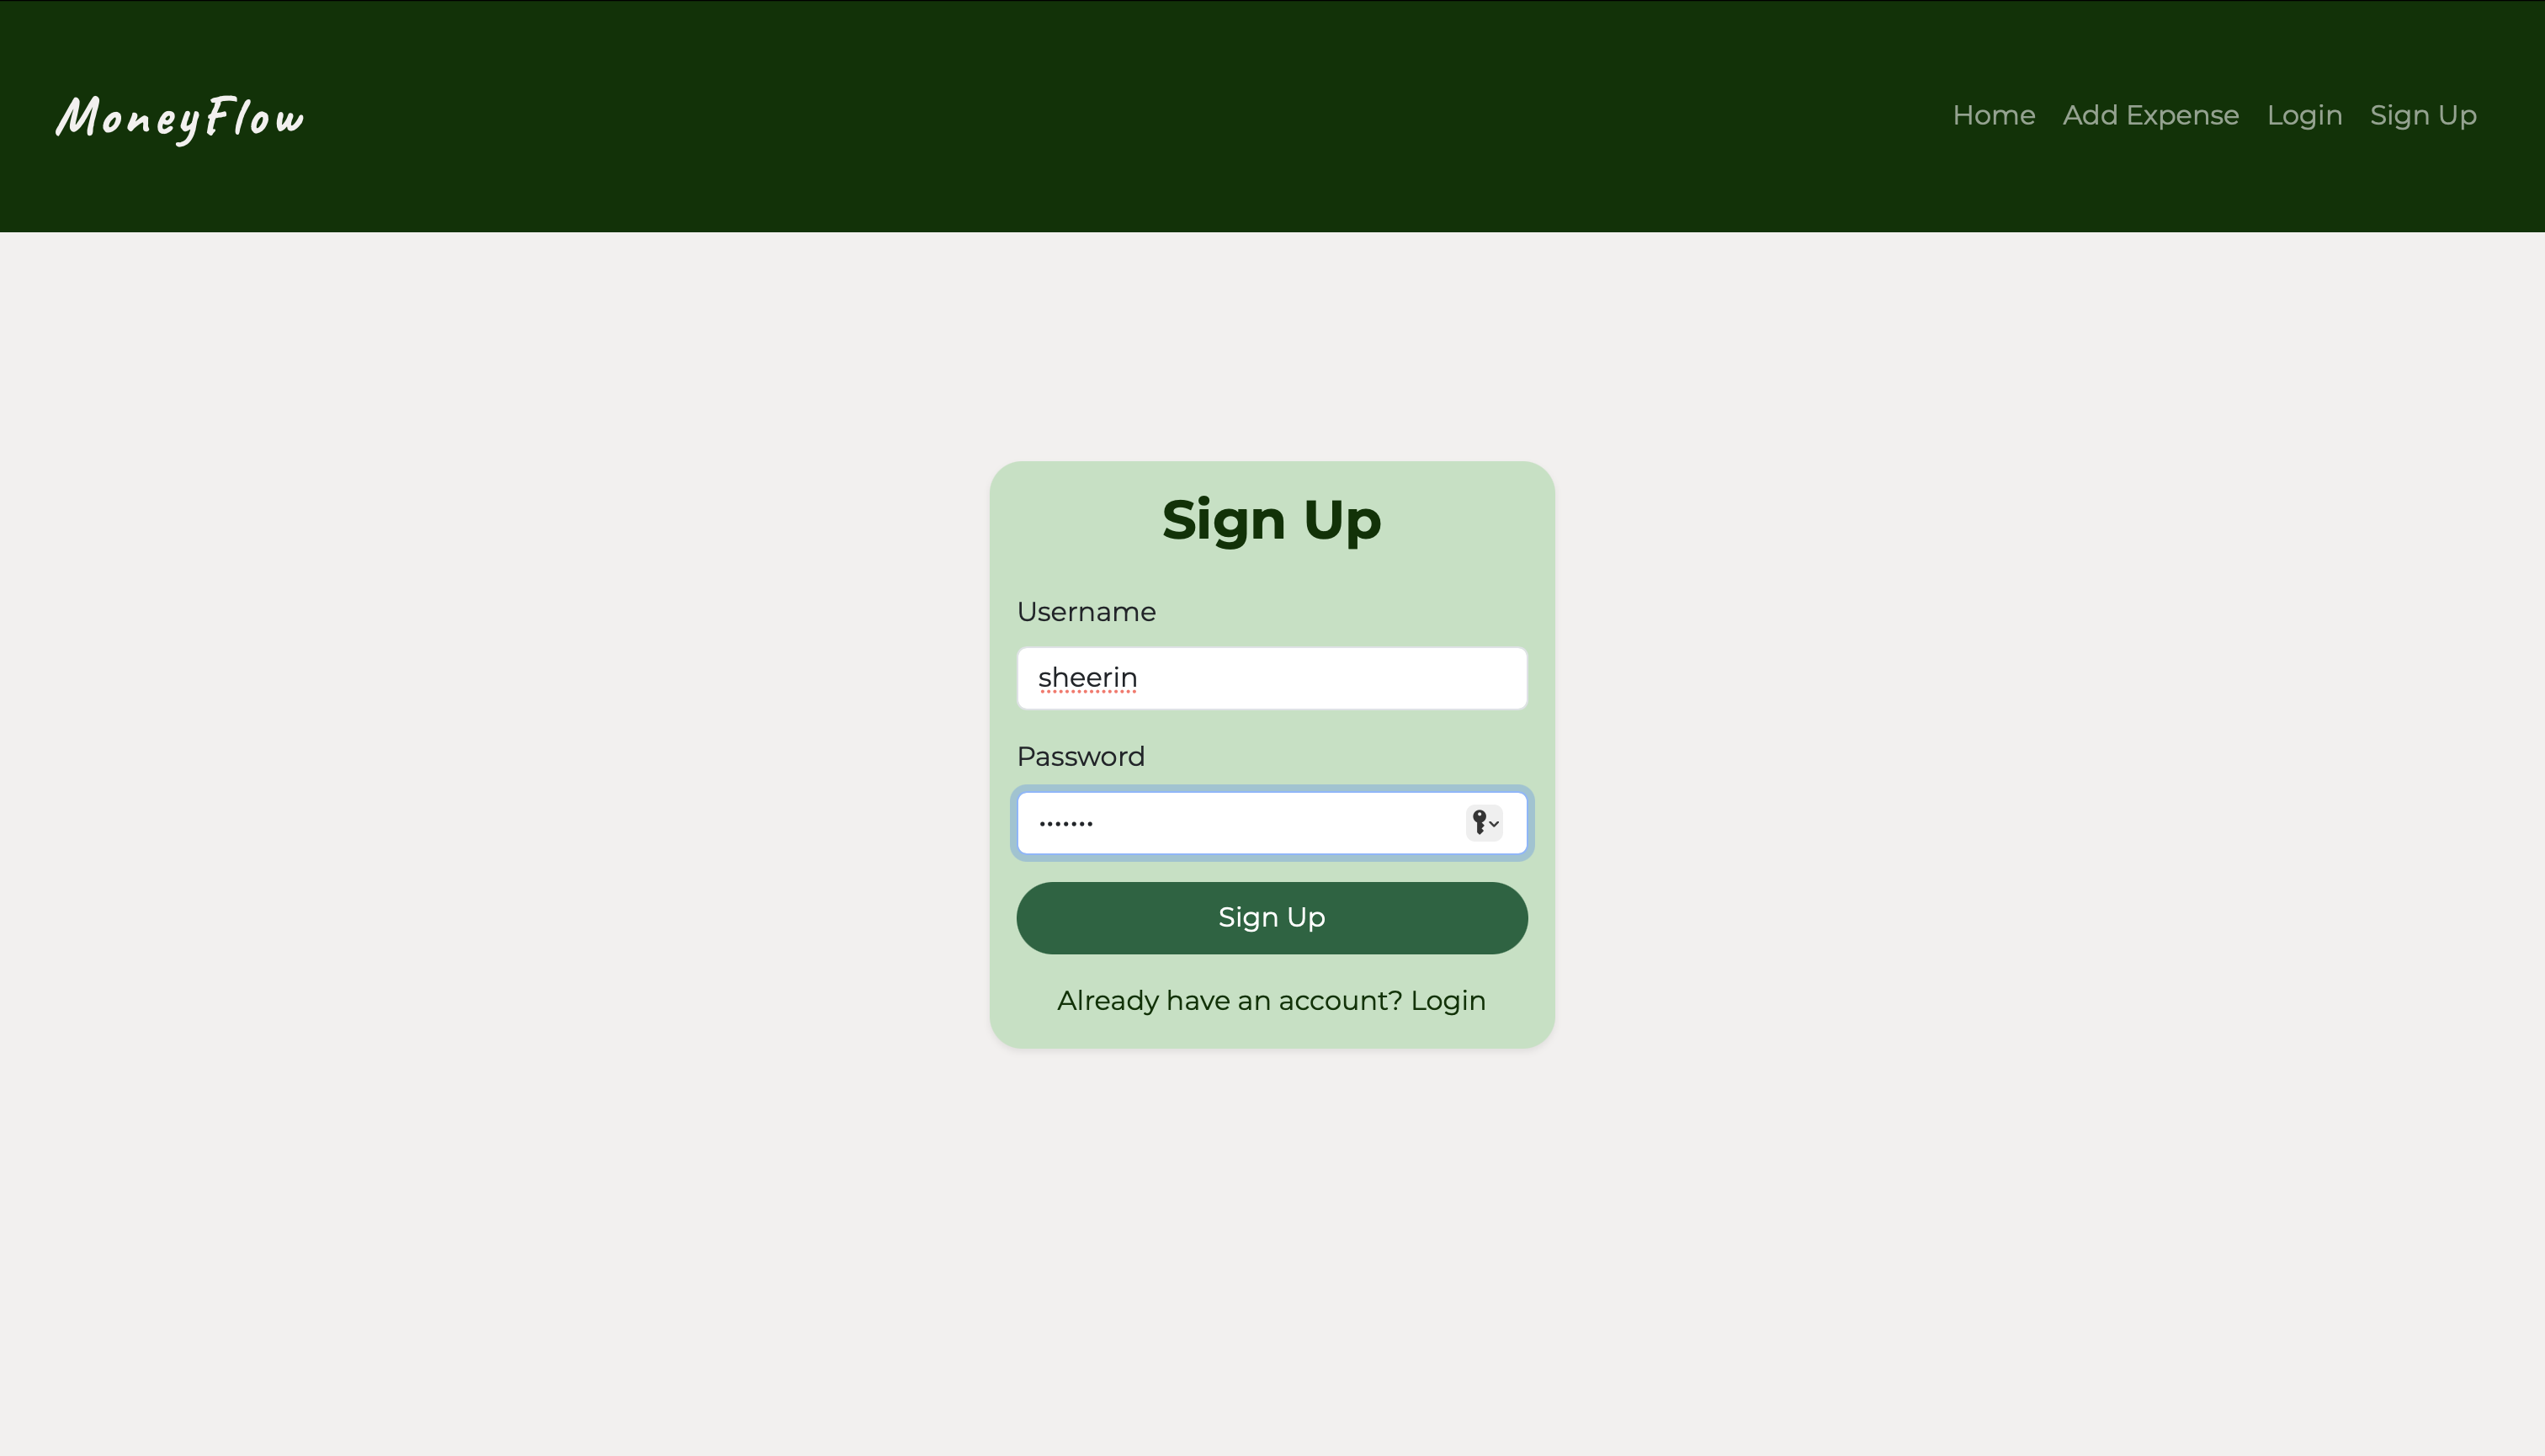 MoneyFlow
Home Add Expense Login Sign Up
Sign Up
Username
sheerin
Password
•••••••
Sign Up
Already have an account? Login